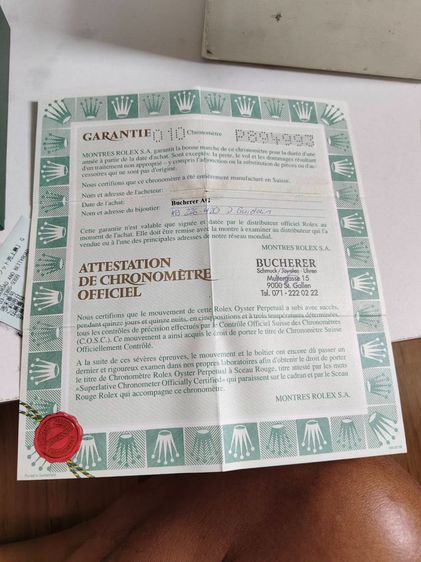 GARANTIE 010 Chronomètre P894993
MONTRES ROLEX S.A. garantit la bonne marche de ce chronomètre pour la durée d'une
année à partir de la date d'achat. Sont exceptés: la perte, le vol et les dommages résultant
d'un traitement non approprié – y compris l'adjonction ou la substitution de pièces ou d'ac-
cessoires qui ne sont pas d'origine.
Nous certifions que ce chronomètre a été entièrement manufacturé en Suisse.
Nom et adresse de l'acheteur:
Date de l'achat:
Bucherer AG
Nom et adresse du bijoutier:
Cette garantie n'est valable que signée et datée par le distributeur officiel Rolex au
moment de l'achat. Elle doit être remise avec la montre à examiner au distributeur qui l'a
vendue ou à l'une des principales adresses de notre réseau mondial.
MONTRES ROLEX S.A.
ATTESTATION
DE CHRONOMÈTRE
OFFICIEL
BUCHERER
Schmuck / Joyales - Uhren
Multergasse 15
9000 St. Gallen
Tel. 071 - 222 02 22
Nous certifions que le mouvement de cette Rolex Oyster Perpetual a subi avec succès,
pendant quinze jours et quinze nuits, en cinq positions et à trois températures déterminées,
tous les contrôles de précision effectués par le Contrôle Officiel Suisse des Chronomètres
(C.O.S.C.). Ce mouvement a ainsi acquis le droit de porter le titre de Chronomètre Suisse
Officiellement Contrôlé.
A la suite de ces sévères épreuves, le mouvement et le boîtier ont encore dû passer un
dernier et rigoureux examen dans nos propres laboratoires afin d'obtenir le droit de porter
le titre de Chronomètre Rolex Oyster Perpetual à Sceau Rouge, titre attesté par les mots
«Superlative Chronometer Officially Certified» qui paraissent sur le cadran et par le Sceau
Rouge Rolex qui accompagne ce chronomètre.
MONTRES ROLEX S.A.